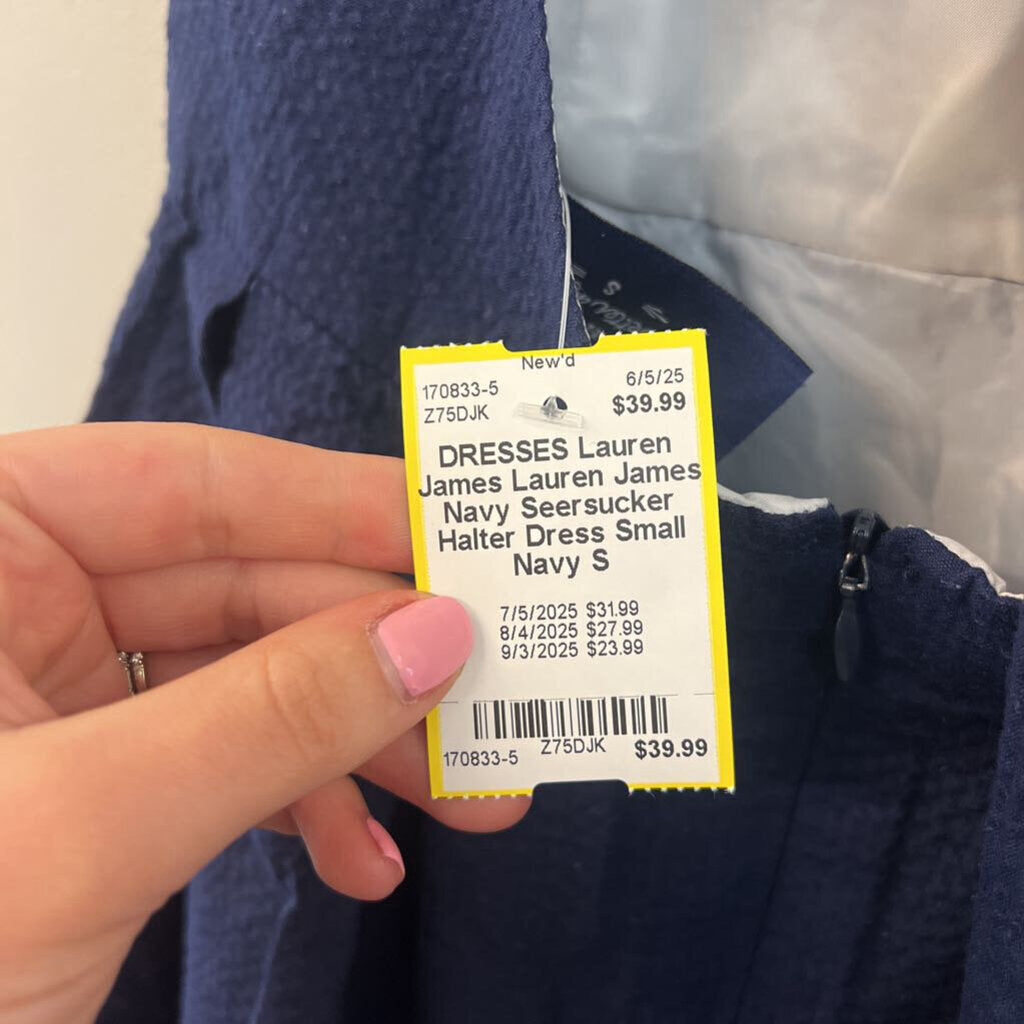 S
New'd
170833-5 6/5/25
Z75DJK $39.99
DRESSES Lauren
James Lauren James
Navy Seersucker
Halter Dress Small
Navy S
7/5/2025 $31.99
8/4/2025 $27.99
9/3/2025 $23.99
170833-5 Z75DJK $39.99